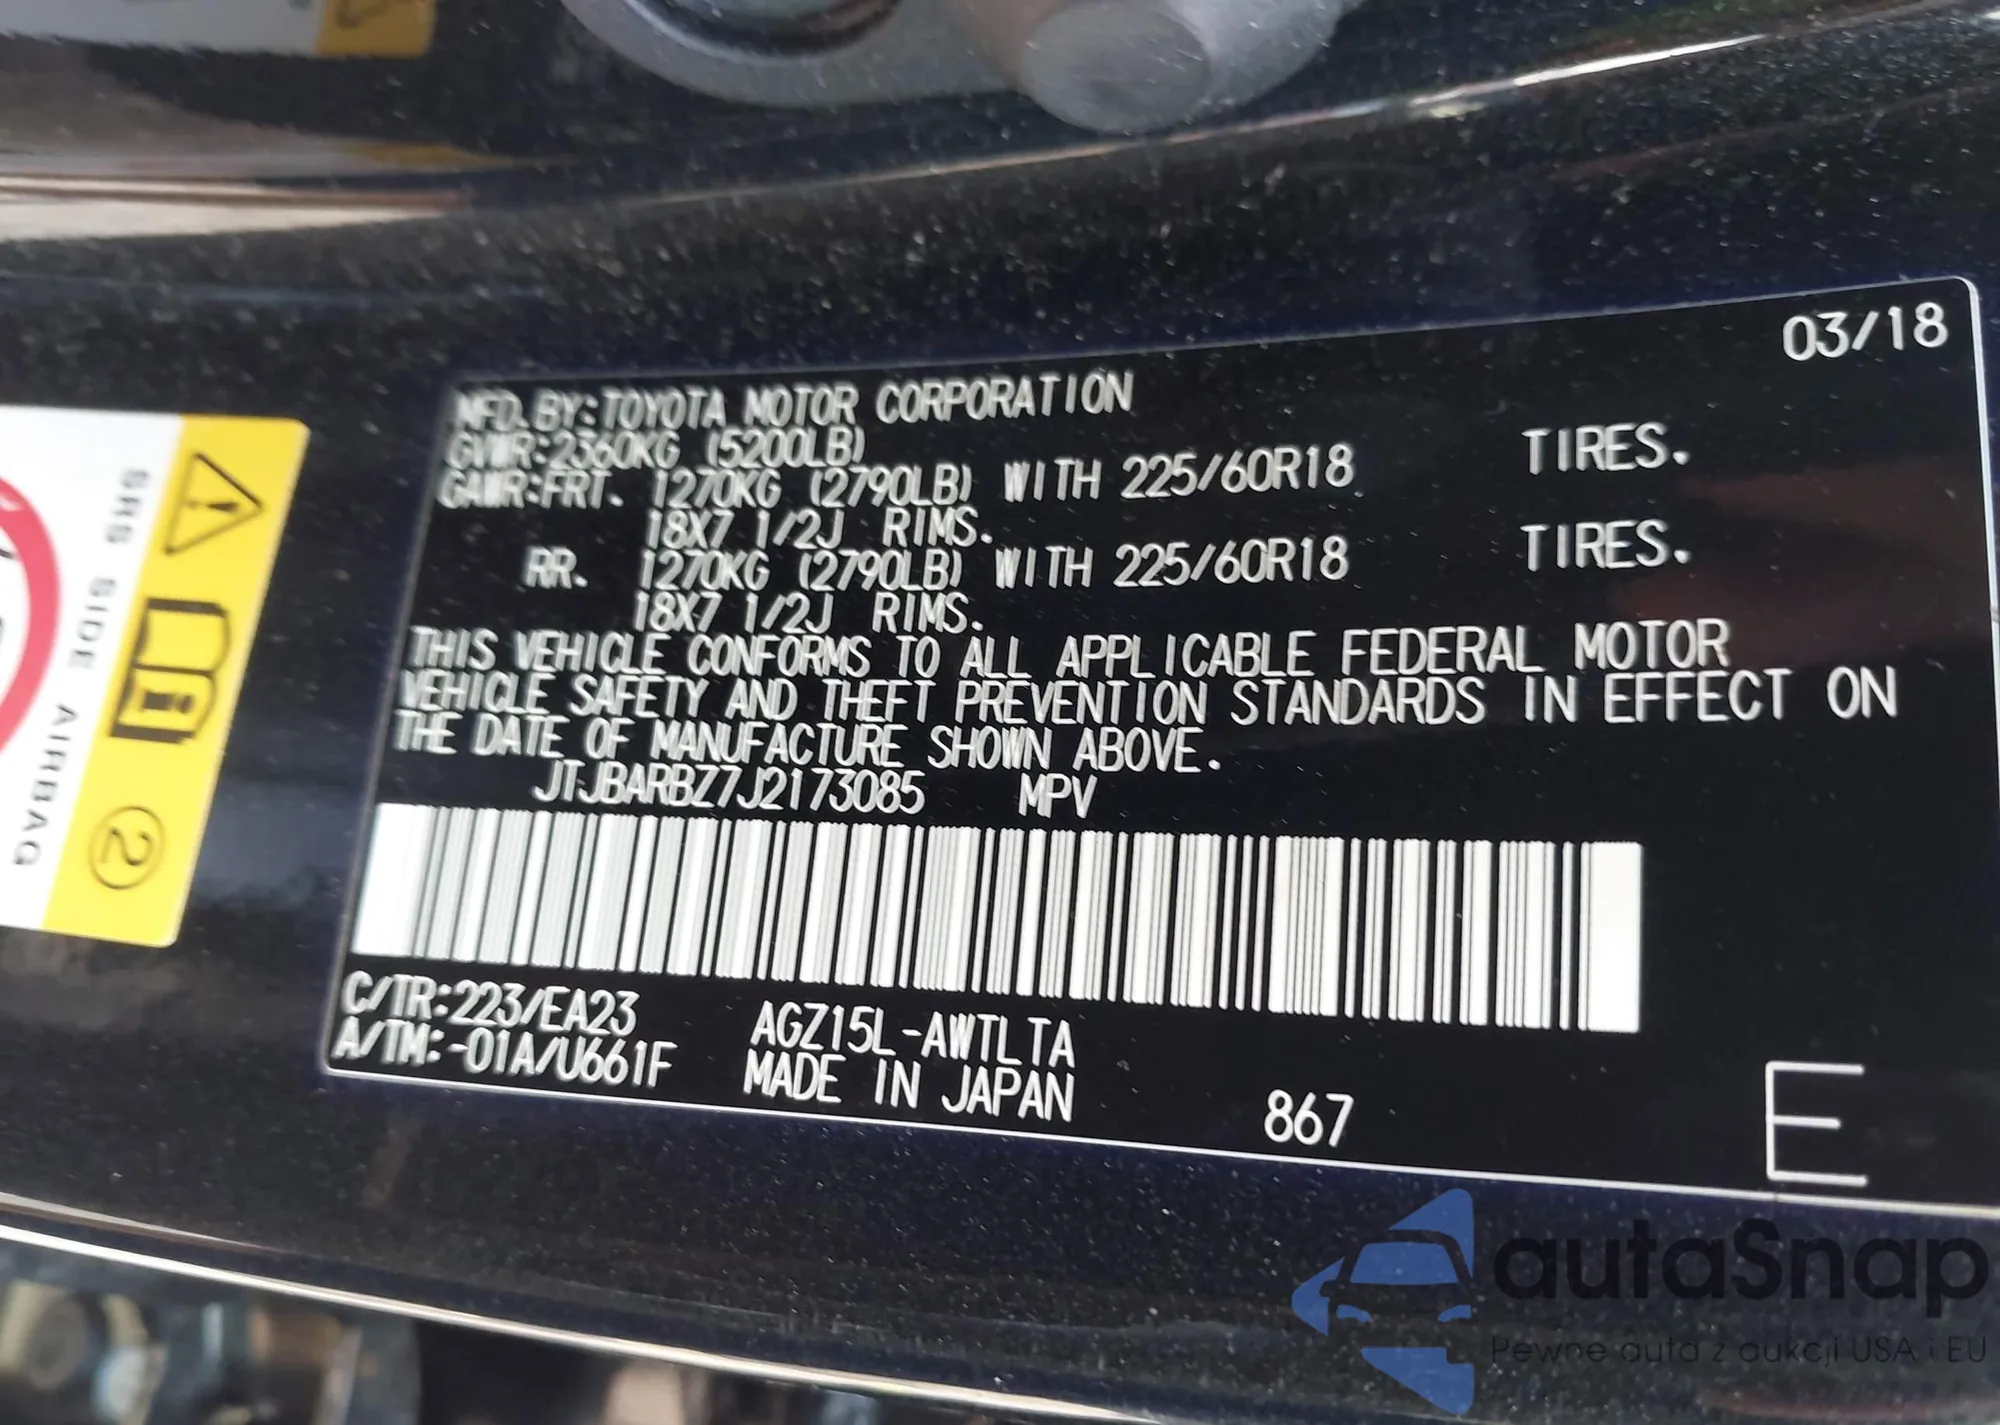 03/18
MFD.BY:TOYOTA MOTOR CORPORATION
GVWR:2360KG (5200LB)
GAWR:FRT. 1270KG (2790LB) WITH 225/60R18 TIRES.
18X7 1/2J RIMS.
RR. 1270KG (2790LB) WITH 225/60R18 TIRES.
18X7 1/2J RIMS.
THIS VEHICLE CONFORMS TO ALL APPLICABLE FEDERAL MOTOR
VEHICLE SAFETY AND THEFT PREVENTION STANDARDS IN EFFECT ON
THE DATE OF MANUFACTURE SHOWN ABOVE.
JTJBARBZ7J2173085 MPV
C/TR:223/EA23 AGZ15L-AWTLTA
A/TM:-01A/U661F MADE IN JAPAN 867 E
SRS SIDE AIRBAG
2
autaSnap
Pewne auta z aukcji USA i EU